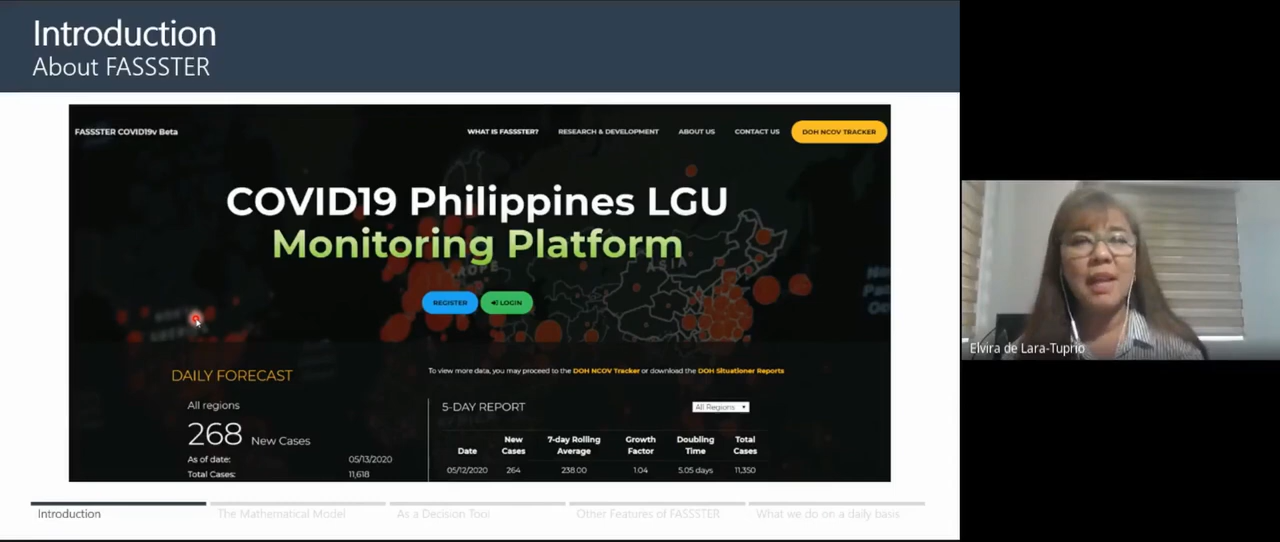 Introduction
About FASSSTER
FASSSTER COVID19v Beta
WHAT IS FASSSTER?
RESEARCH & DEVELOPMENT
ABOUT US
CONTACT US
DOH NCOV TRACKER
COVID19 Philippines LGU
Monitoring Platform
ASIA
REGISTER
LOGIN
DAILY FORECAST
To view more data, you may proceed to the DOH NCOV Tracker or download the DOH Situationer Reports
All regions
268 New Cases
As of date: 05/13/2020
Total Cases: 11,618
5-DAY REPORT
All Regions
Date New Cases 7-day Rolling Average Growth Factor Doubling Time Total Cases
05/12/2020 264 238.00 1.04 5.05 days 11,350
Introduction
The Mathematical Model
As a Decision Tool
Other Features of FASSSTER
What we do on a daily basis
Elvira de Lara-Tuprio